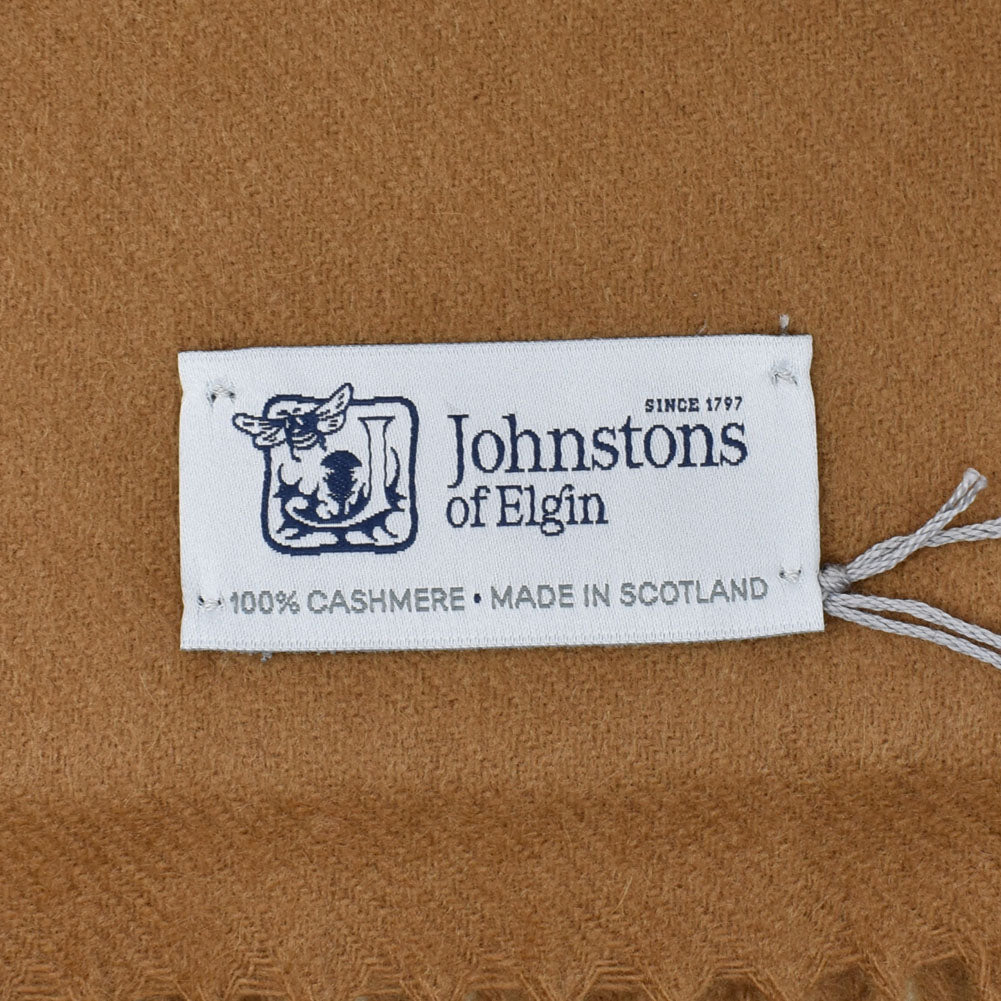 SINCE 1797
Johnstons
of Elgin
100% CASHMERE • MADE IN SCOTLAND